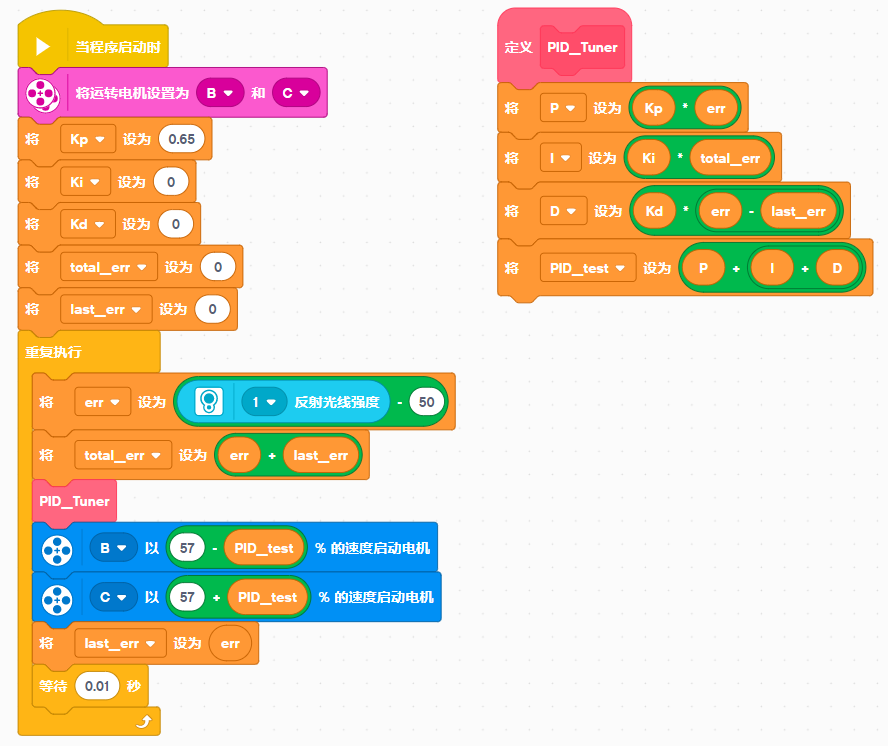 当程序启动时
将运转电机设置为 B 和 C
将 Kp 设为 0.65
将 Ki 设为 0
将 Kd 设为 0
将 total_err 设为 0
将 last_err 设为 0
重复执行
将 err 设为 1 反射光线强度 - 50
将 total_err 设为 err + last_err
PID_Tuner
B 以 57 - PID_test % 的速度启动电机
C 以 57 + PID_test % 的速度启动电机
将 last_err 设为 err
等待 0.01 秒
定义 PID_Tuner
将 P 设为 Kp * err
将 I 设为 Ki * total_err
将 D 设为 Kd * err - last_err
将 PID_test 设为 P + I + D